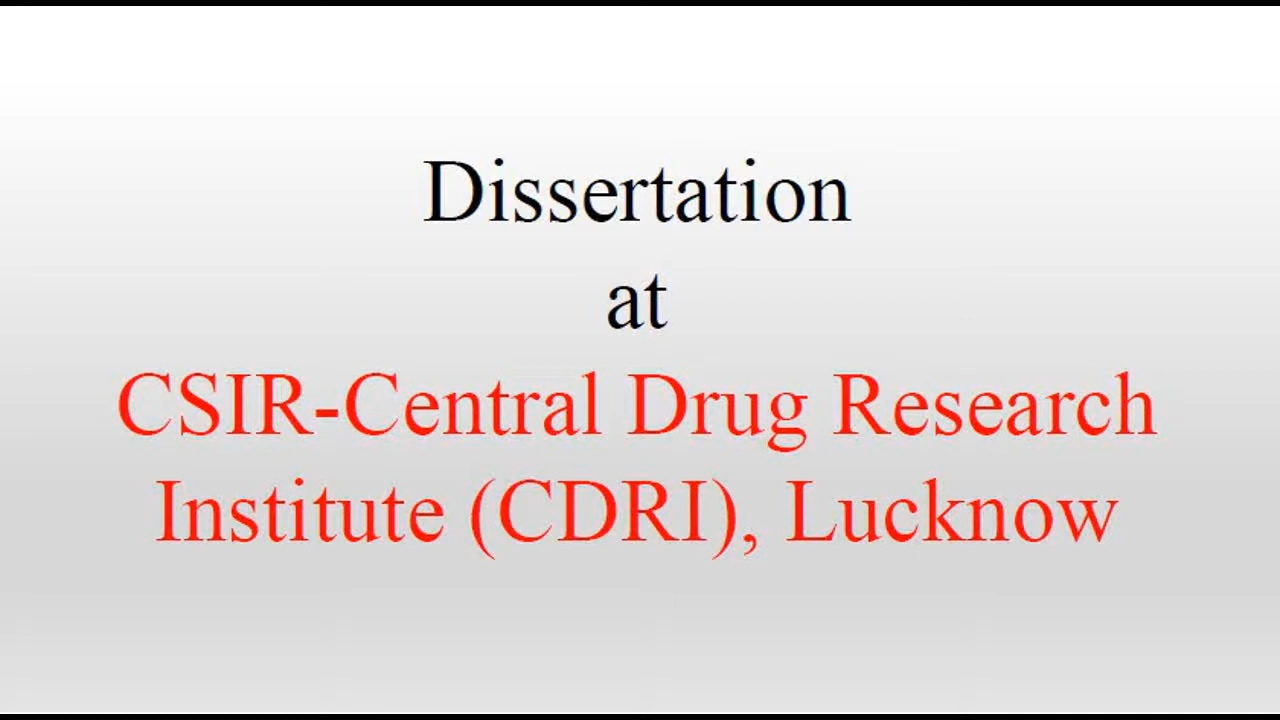 Dissertation
at
CSIR-Central Drug Research
Institute (CDRI), Lucknow